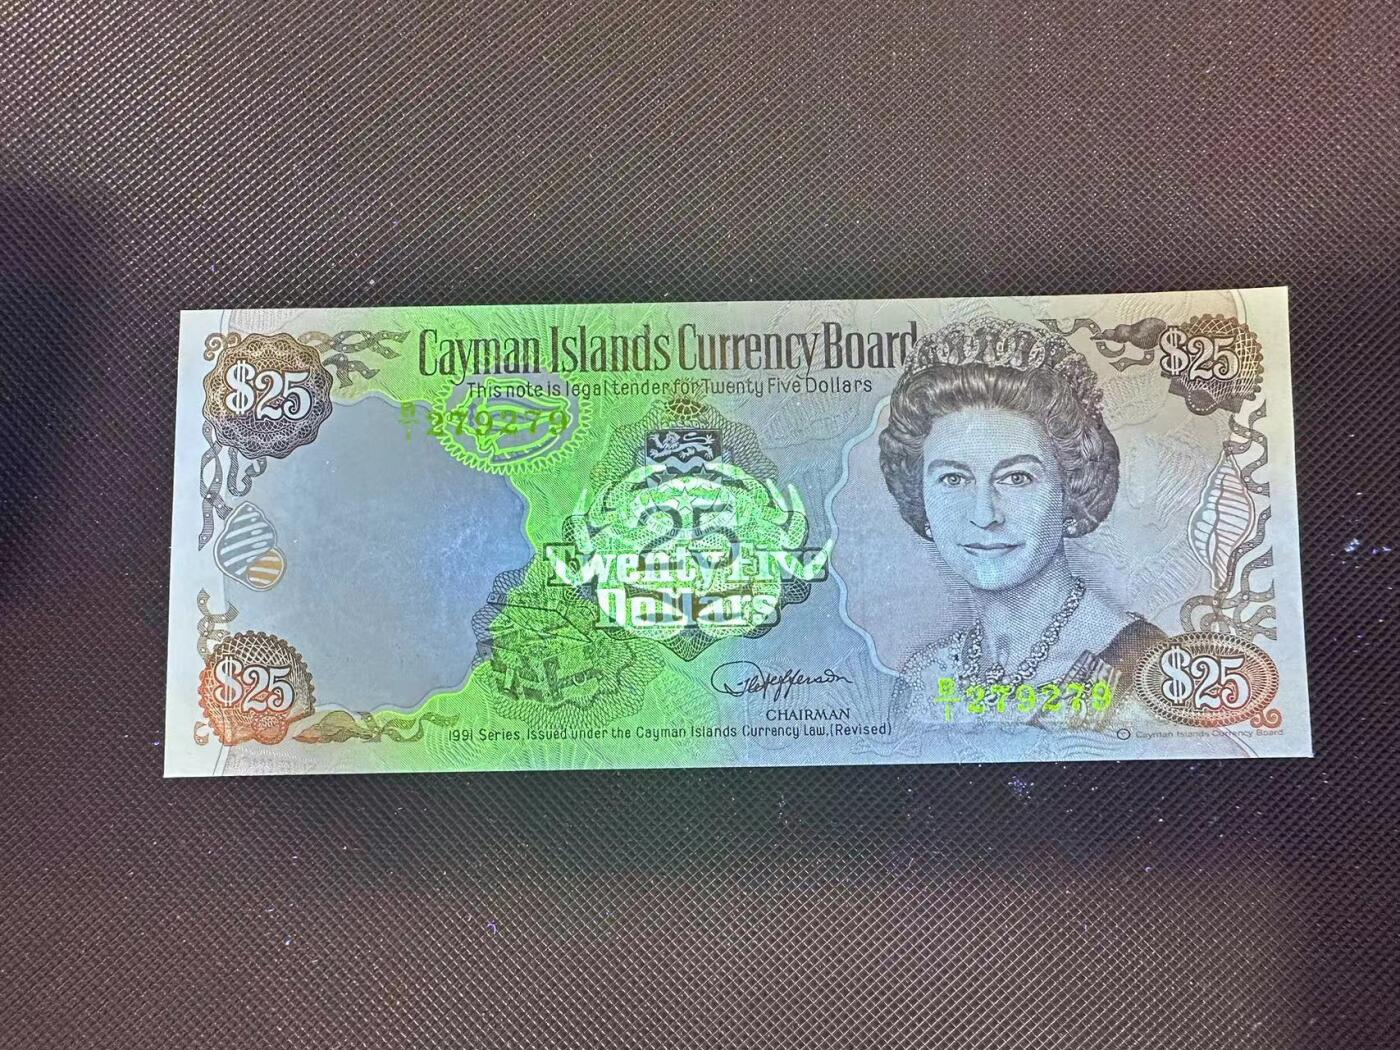 $25
Cayman Islands Currency Board
$25
This note is legal tender for Twenty Five Dollars
B/1 279279
25
Twenty Five
Dollars
$25
CHAIRMAN
B/1 279279
$25
1991 Series, Issued under the Cayman Islands Currency Law, (Revised)
© Cayman Islands Currency Board